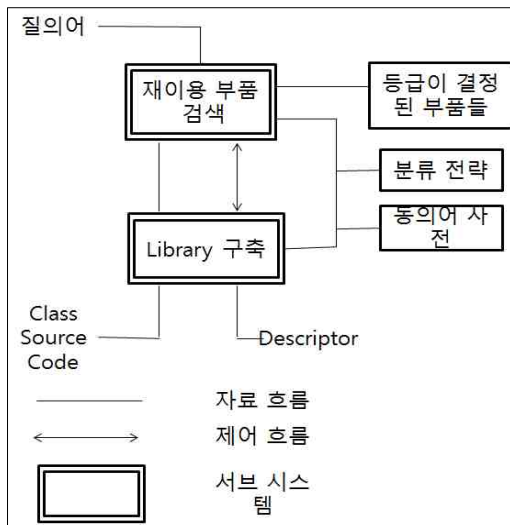 질의어
재이용 부품
검색
등급이 결정
된 부품들
분류 전략
동의어 사
전
Library 구축
Class
Source
Code
Descriptor
자료 흐름
제어 흐름
서브 시스
템